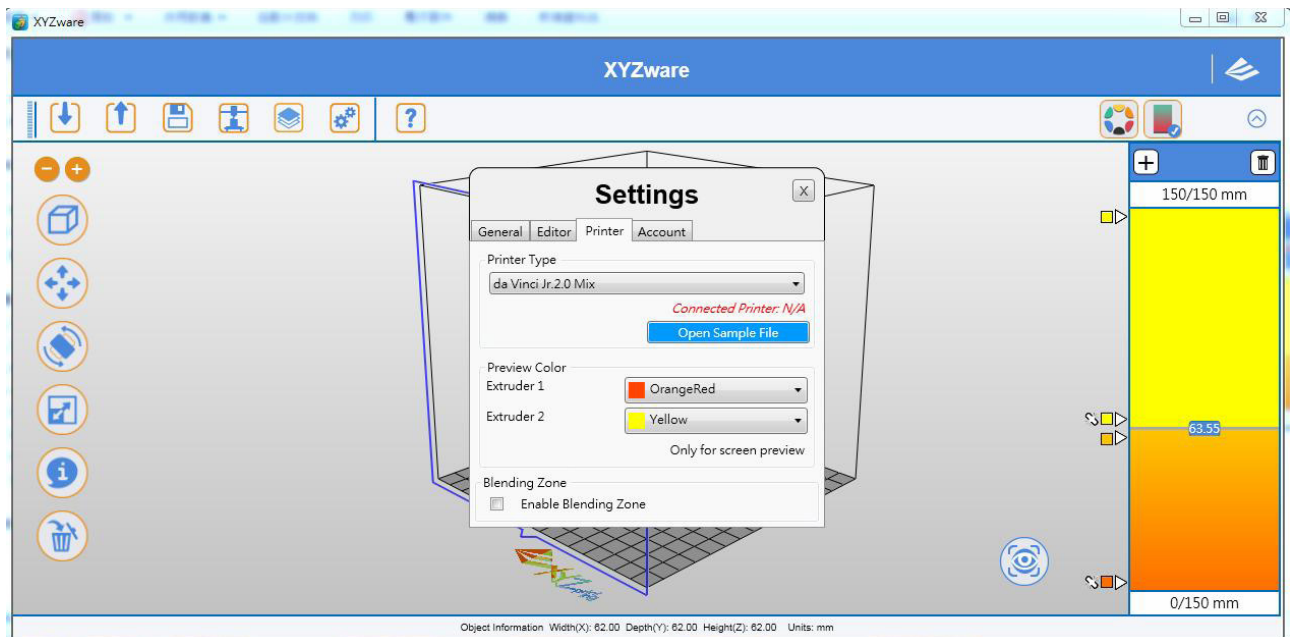 XYZware
XYZware
?
Settings
X
General Editor Printer Account
Printer Type
da Vinci Jr.2.0 Mix
Connected Printer: N/A
Open Sample File
Preview Color
Extruder 1 OrangeRed
Extruder 2 Yellow
Only for screen preview
Blending Zone
Enable Blending Zone
150/150 mm
63.55
0/150 mm
Object Information Width(X): 62.00 Depth(Y): 62.00 Height(Z): 62.00 Units: mm